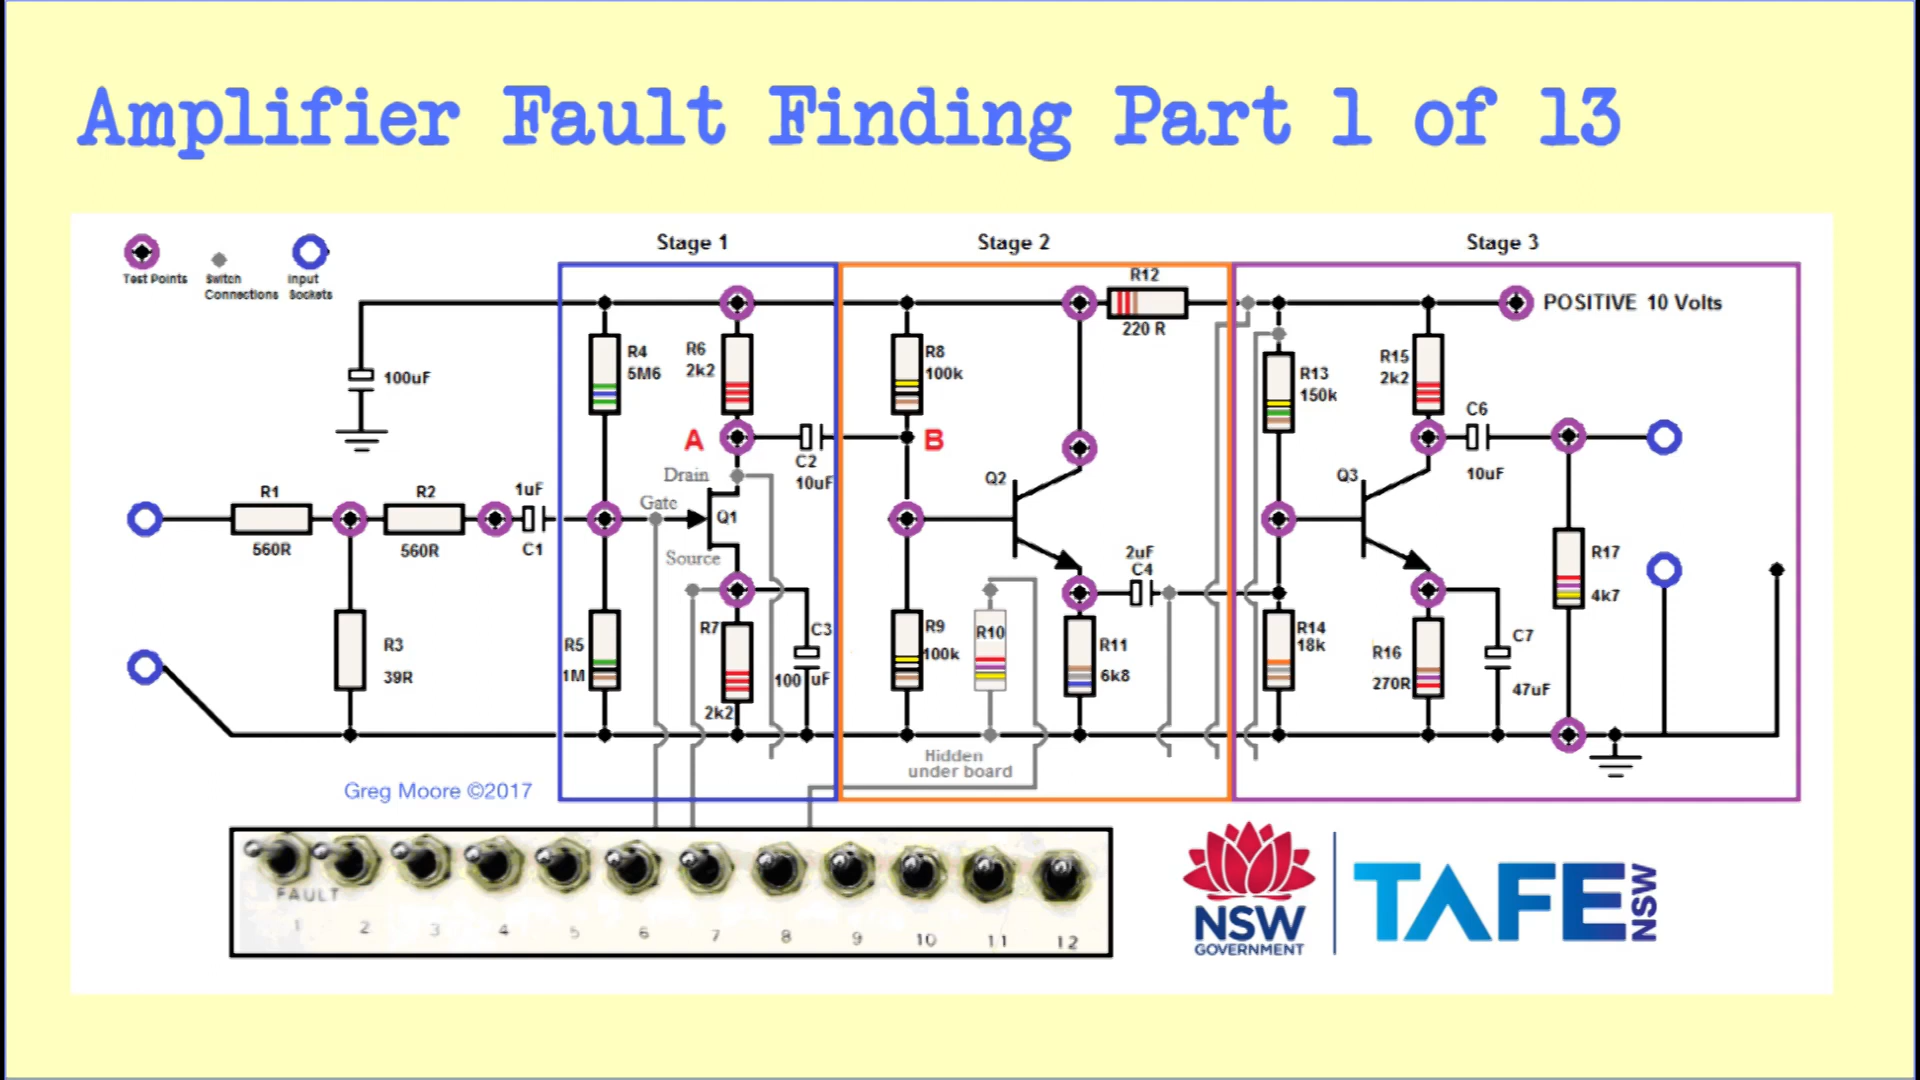 Amplifier Fault Finding Part 1 of 13
Stage 1
Stage 2
Stage 3
Test Points
Switch
Connections
Input
Sockets
R12
220 R
POSITIVE 10 Volts
100uF
R4
5M6
R6
2k2
R8
100k
R13
150k
R15
2k2
A
B
C2
10uF
C6
10uF
Drain
Gate
Source
Q1
Q2
Q3
R1
560R
R2
560R
1uF
C1
2uF
C4
R17
4k7
R3
39R
R5
1M
R7
2k2
C3
100 uF
R9
100k
R10
R11
6k8
R14
18k
R16
270R
C7
47uF
Hidden
under board
Greg Moore ©2017
FAULT
1 2 3 4 5 6 7 8 9 10 11 12
NSW
GOVERNMENT
TAFE
NSW